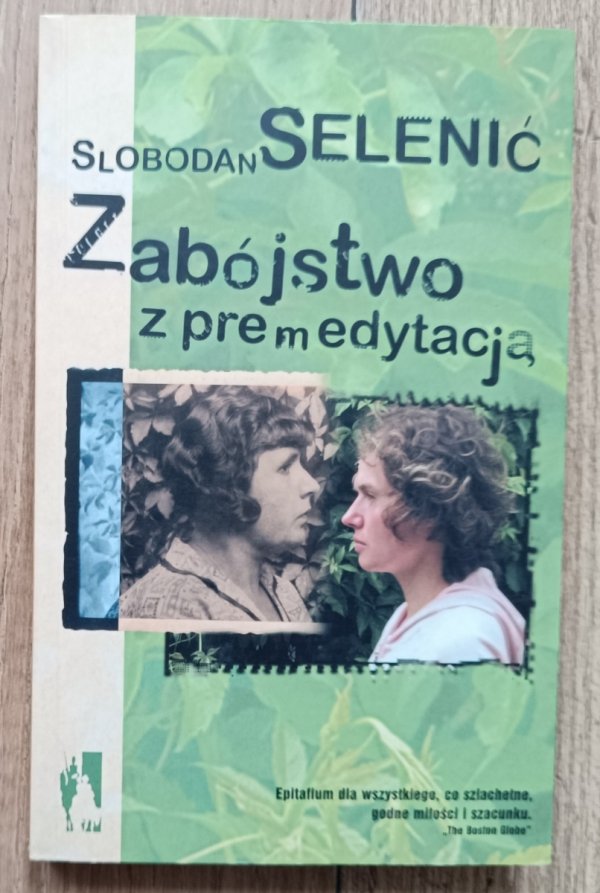 SLOBODAN SELENIĆ
Zabójstwo
z premedytacją
Epitafium dla wszystkiego, co szlachetne,
godne miłości i szacunku.
„The Boston Globe"